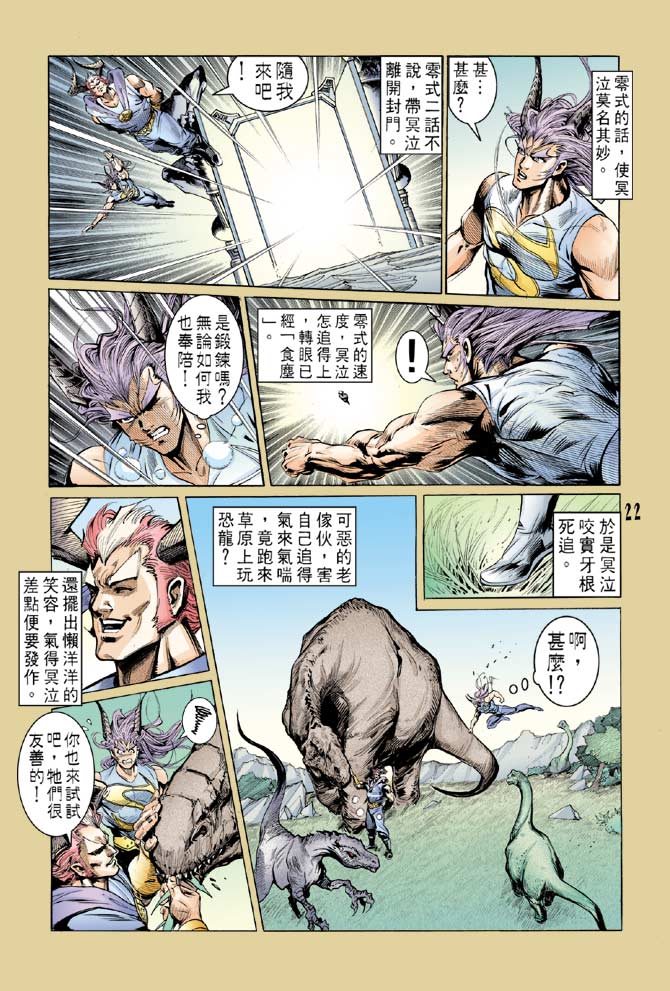 零式的話，使冥
泣莫名其妙。
甚…
甚麼？
零式二話不
說，帶冥泣
離開封門。
隨我
來吧
！
零式的速
度，冥泣
怎追得上
，轉眼已
經「食塵
」。
！
是鍛鍊嗎？
無論如何我
也奉陪！
22
於是冥泣
咬實牙根
死追。
啊，
甚麼!?
可惡的老
傢伙，害
自己追得
氣來氣喘
，竟跑來
草原上玩
恐龍？
還擺出懶洋洋的
笑容，氣得冥泣
差點便要發作。
你也來試試
吧，牠們很
友善的！